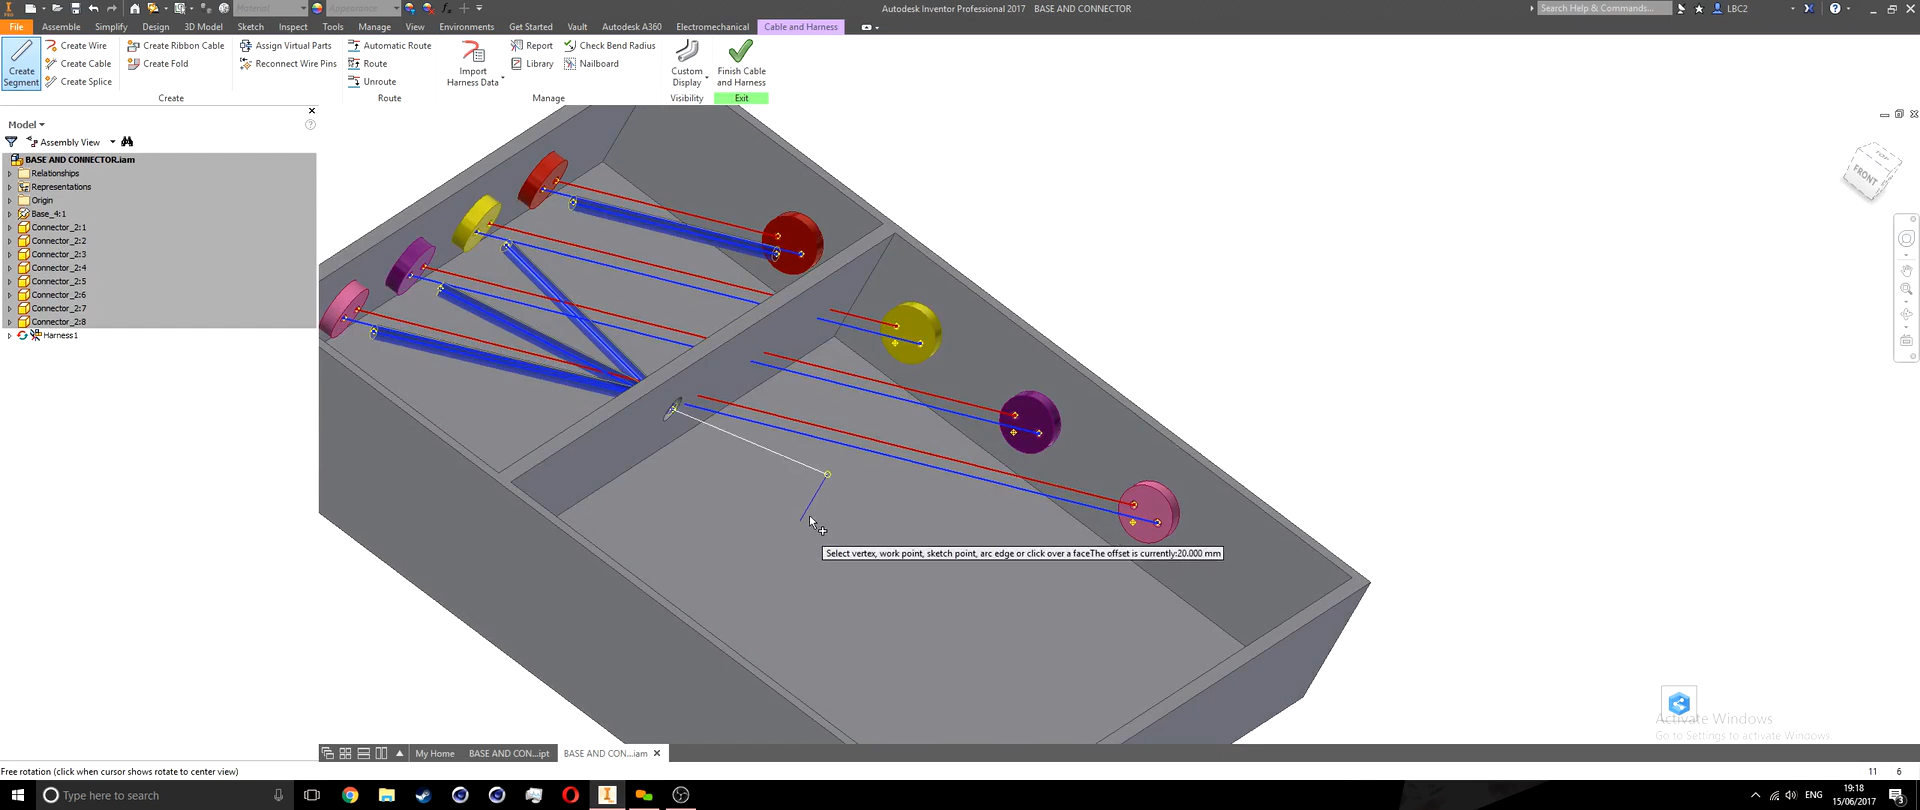 Material
Appearance
Autodesk Inventor Professional 2017   BASE AND CONNECTOR
Search Help & Commands...
LBC2
File
Assembly
Simplify
Design
3D Model
Sketch
Inspect
Tools
Manage
View
Environments
Get Started
Vault
Autodesk A360
Electromechanical
Cable and Harness
Create Segment
Create Wire
Create Cable
Create Splice
Create Ribbon Cable
Create Fold
Assign Virtual Parts
Reconnect Wire Pins
Automatic Route
Route
Unroute
Import Harness Data
Report
Library
Check Bend Radius
Nailboard
Custom Display
Finish Cable and Harness
Create
Route
Manage
Visibility
Exit
Model
Assembly View
BASE AND CONNECTOR.iam
Relationships
Representations
Origin
Base_4:1
Connector_2:1
Connector_2:2
Connector_2:3
Connector_2:4
Connector_2:5
Connector_2:6
Connector_2:7
Connector_2:8
Harness1
TOP
FRONT
Select vertex, work point, sketch point, arc edge or click over a faceThe offset is currently:20.000 mm
Activate Windows
Go to Settings to activate Windows.
My Home
BASE AND CON...ipt
BASE AND CON...iam
Free rotation (click when cursor shows rotate to center view)
11
6
Type here to search
ENG
19:18
15/06/2017
3